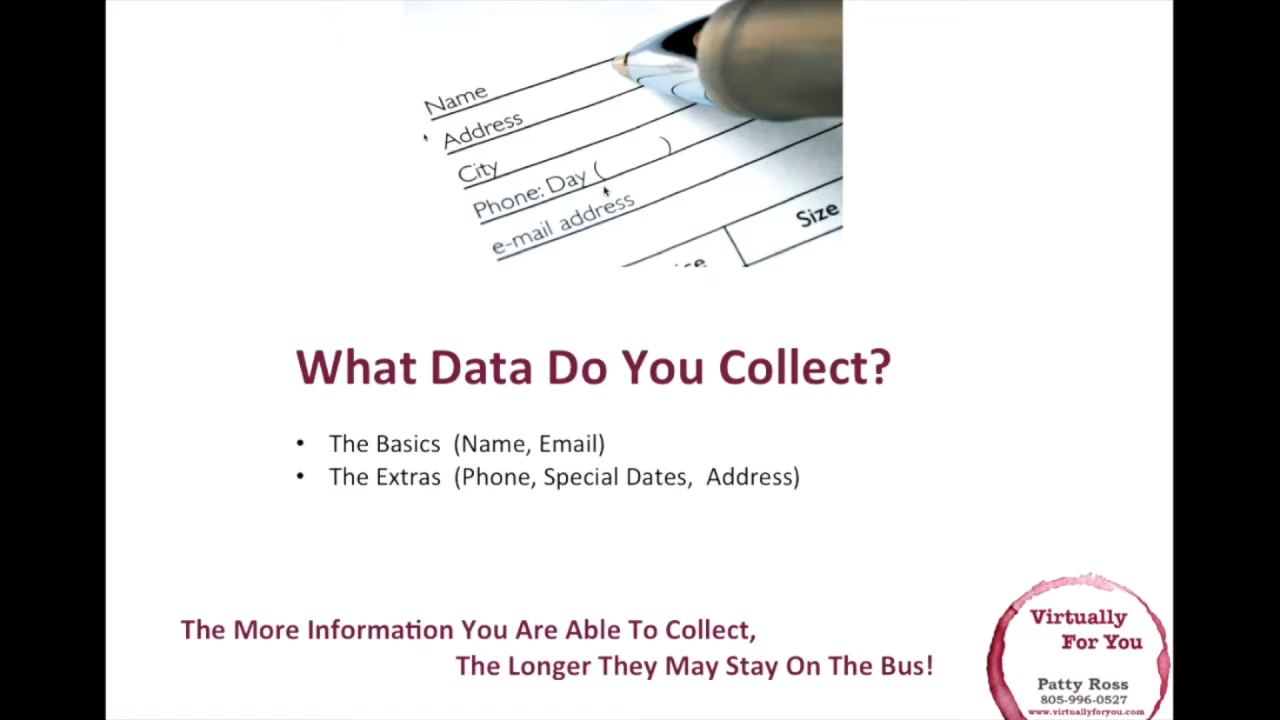 Name
Address
City
Phone: Day ( )
e-mail address
Size
What Data Do You Collect?
• The Basics (Name, Email)
• The Extras (Phone, Special Dates, Address)
The More Information You Are Able To Collect,
The Longer They May Stay On The Bus!
Virtually
For You
Patty Ross
805-996-0527
www.virtuallyforyou.com